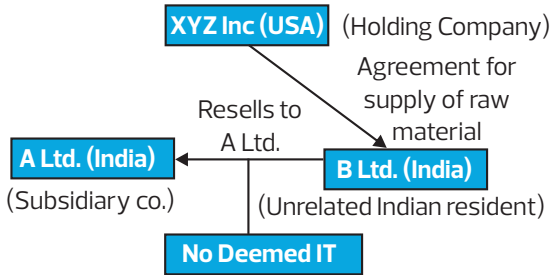 XYZ Inc (USA)
(Holding Company)
Agreement for
supply of raw
material
Resells to
A Ltd.
A Ltd. (India)
B Ltd. (India)
(Subsidiary co.)
(Unrelated Indian resident)
No Deemed IT